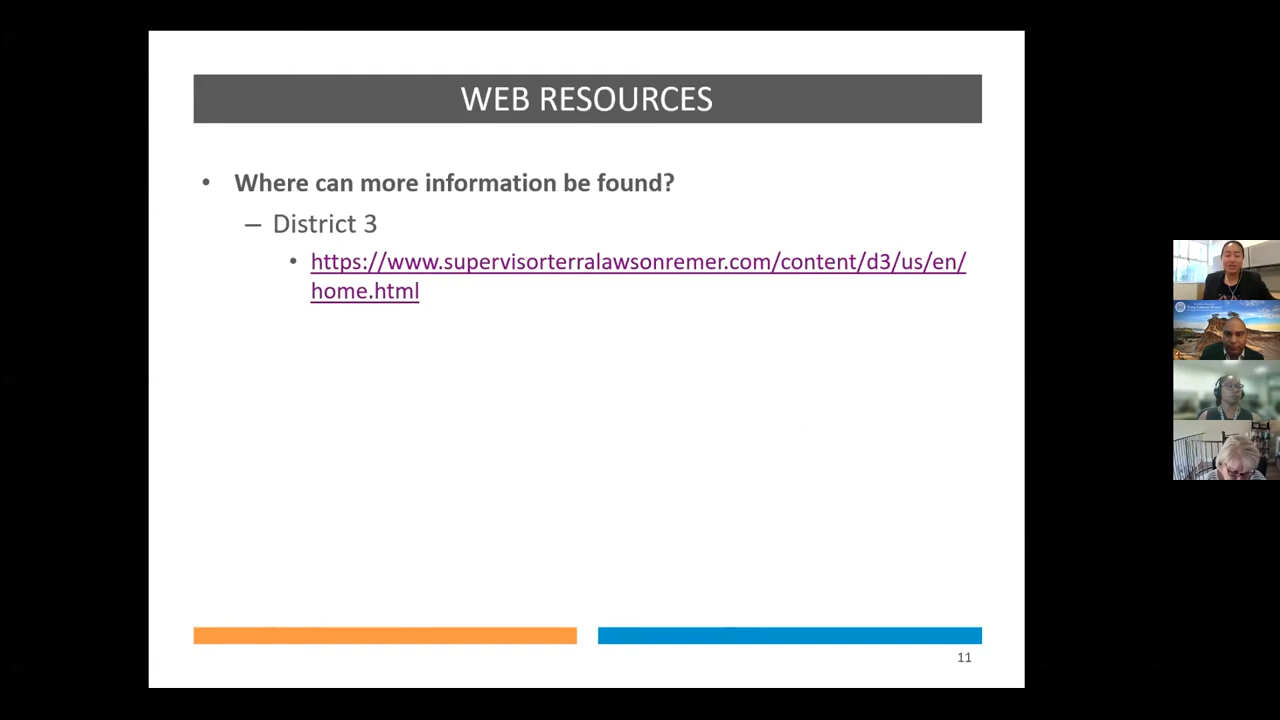 WEB RESOURCES
• Where can more information be found?
– District 3
• https://www.supervisorterralawsonremer.com/content/d3/us/en/
home.html
11